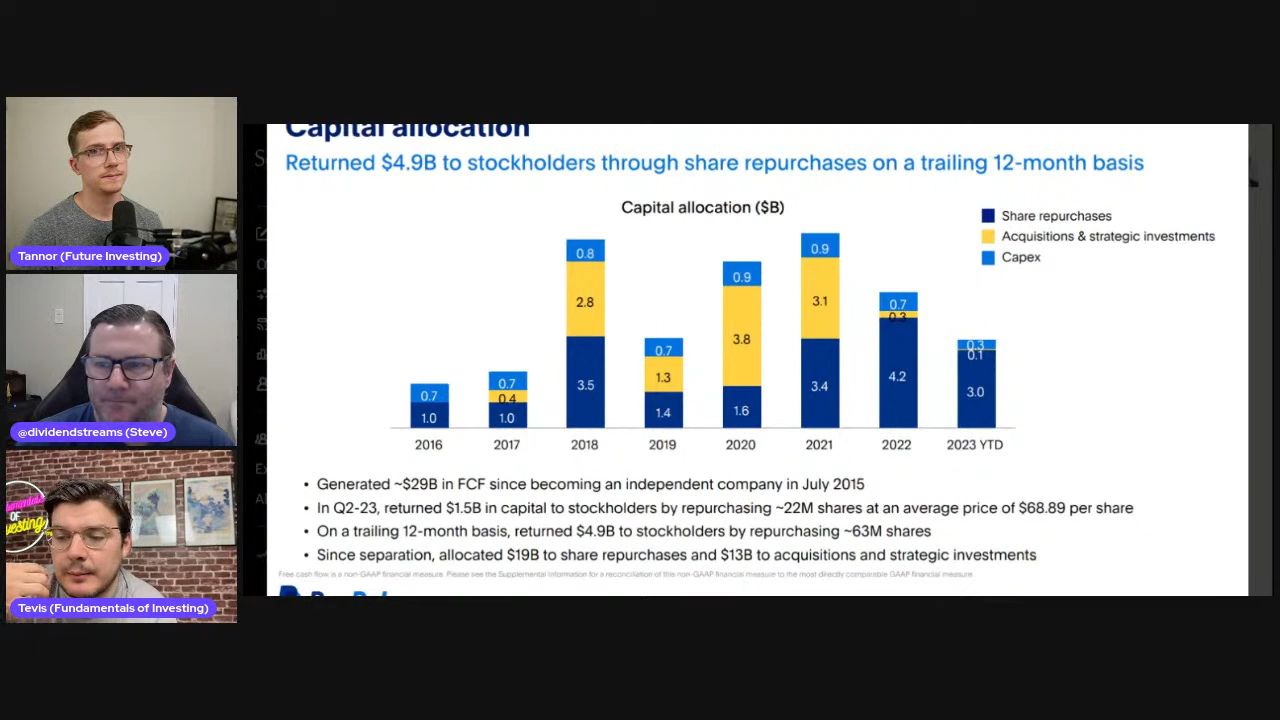 Tannor (Future Investing)
@dividendstreams (Steve)
OF
Tevis (Fundamentals of Investing)
Capital allocation
Returned $4.9B to stockholders through share repurchases on a trailing 12-month basis
Capital allocation ($B)
Share repurchases
Acquisitions & strategic investments
Capex
0.7
1.0
0.7
0.4
1.0
0.8
2.8
3.5
0.7
1.3
1.4
0.9
3.8
1.6
0.9
3.1
3.4
0.7
0.3
4.2
0.3
0.1
3.0
2016 2017 2018 2019 2020 2021 2022 2023 YTD
• Generated ~$29B in FCF since becoming an independent company in July 2015
• In Q2-23, returned $1.5B in capital to stockholders by repurchasing ~22M shares at an average price of $68.89 per share
• On a trailing 12-month basis, returned $4.9B to stockholders by repurchasing ~63M shares
• Since separation, allocated $19B to share repurchases and $13B to acquisitions and strategic investments
Free cash flow is a non-GAAP financial measure. Please see the Supplemental Information for a reconciliation of this non-GAAP financial measure to the most directly comparable GAAP financial measure.
PayPal